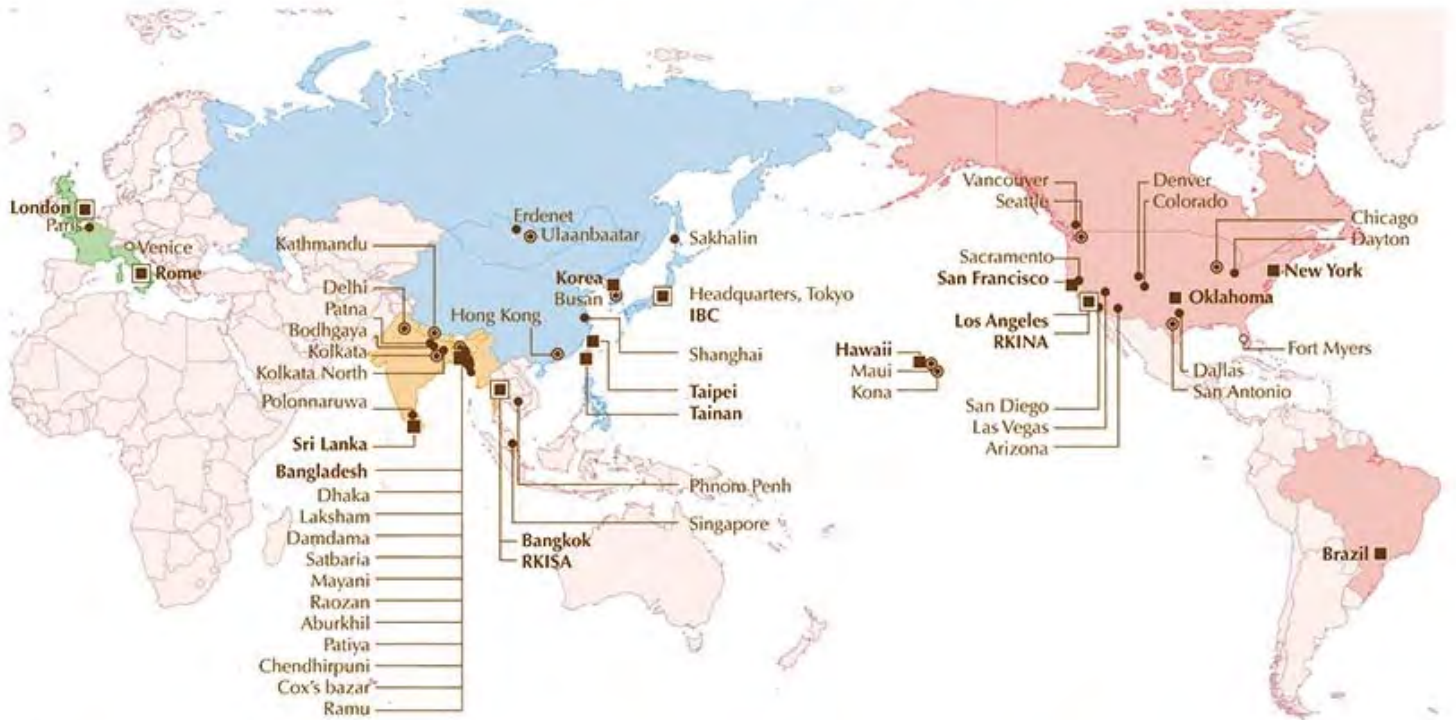 London
Paris
Venice
Rome
Kathmandu
Delhi
Patna
Bodhgaya
Kolkata
Kolkata North
Polonnaruwa
Sri Lanka
Bangladesh
Dhaka
Laksham
Damdama
Satbaria
Mayani
Raozan
Aburkhil
Patiya
Chendhirpuni
Cox's bazar
Ramu
Erdenet
Ulaanbaatar
Sakhalin
Korea
Busan
Headquarters, Tokyo
IBC
Hong Kong
Shanghai
Taipei
Tainan
Phnom Penh
Singapore
Bangkok
RKISA
Hawaii
Maui
Kona
Vancouver
Seattle
Denver
Colorado
Chicago
Dayton
Sacramento
San Francisco
New York
Oklahoma
Los Angeles
RKINA
Fort Myers
Dallas
San Antonio
San Diego
Las Vegas
Arizona
Brazil